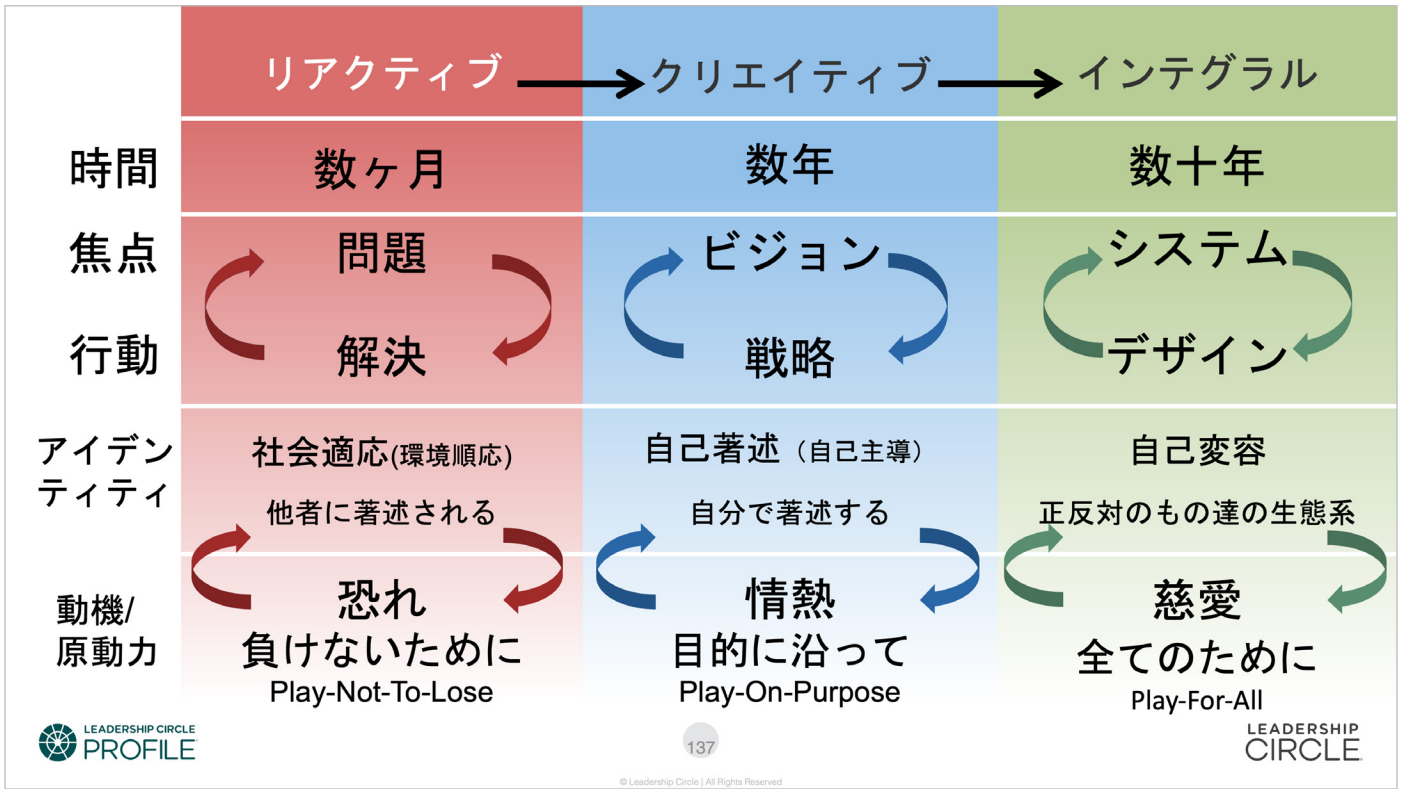 リアクティブ クリエイティブ インテグラル
時間 数ヶ月 数年 数十年
焦点 問題 ビジョン システム
行動 解決 戦略 デザイン
アイデン
ティティ
社会適応(環境順応) 自己著述（自己主導） 自己変容
他者に著述される 自分で著述する 正反対のもの達の生態系
動機/
原動力
恐れ 情熱 慈愛
負けないために 目的に沿って 全てのために
Play-Not-To-Lose Play-On-Purpose Play-For-All
LEADERSHIP CIRCLE
PROFILE
137
LEADERSHIP
CIRCLE
© Leadership Circle | All Rights Reserved